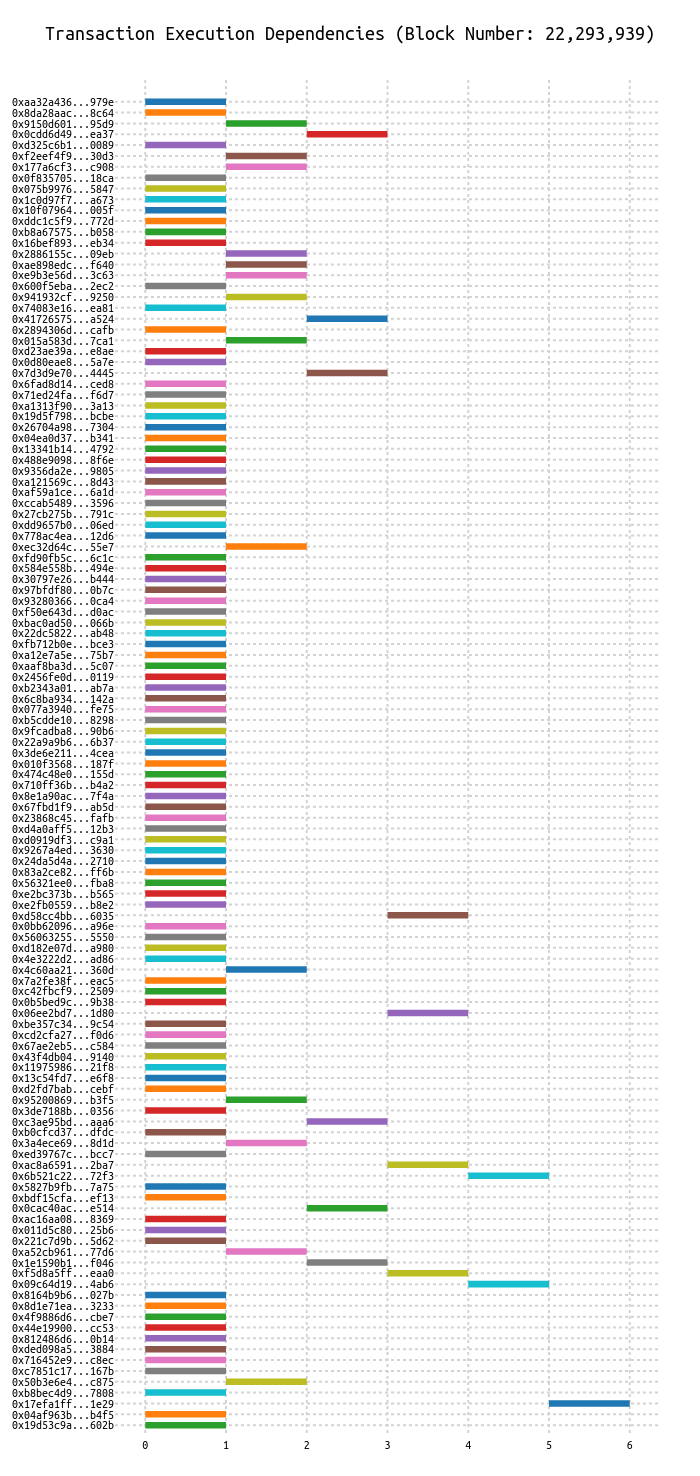 Transaction Execution Dependencies (Block Number: 22,293,939)
0xaa32a436...979e
0x8da28aac...8c64
0x9150d601...95d9
0x0cdd6d49...ea37
0xd325c6b1...0089
0xf2eef4f9...30d3
0x177a6cf3...c908
0x0f835705...18ca
0x075b9976...5847
0x1c0d97f7...a673
0x10f07964...005f
0xddc1c5f9...772d
0xb8a67575...b058
0x16bef893...eb34
0x2886155c...09eb
0xae898edc...f640
0xe9b3e56d...3c63
0x600f5eba...2ec2
0x941932cf...9250
0x74083e16...ea81
0x41726575...a524
0x2894306d...cafb
0x015a583d...7ca1
0xd23ae39a...e8ae
0x0d80eae8...5a7e
0x7d3d9e70...4445
0x6fad8d14...ced8
0x71ed24fa...f6d7
0xa1313f90...3a13
0x19d5f798...bcbe
0x26704a98...7304
0x04ea0d37...b341
0x13341b14...4792
0x488e9098...8f6e
0x9356da2e...9805
0xa121569c...8d43
0xaf59a1ce...6a1d
0xccab5489...3596
0x27cb275b...791c
0xdd9657b0...06ed
0x778ac4ea...12d6
0xec32d64c...55e7
0xfd90fb5c...6c1c
0x584e558b...494e
0x30797e26...b444
0x97bfdf80...0b7c
0x93280366...0ca4
0xf50e643d...d0ac
0xbac0ad50...066b
0x22dc5822...ab48
0xfb712b0e...bce3
0xa12e7a5e...75b7
0xaaf8ba3d...5c07
0x2456fe0d...0119
0xb2343a01...ab7a
0x6c8ba934...142a
0x077a3940...fe75
0xb5cdde10...8298
0x9fcadba8...90b6
0x22a9a9b6...6b37
0x3de6e211...4cea
0x010f3568...187f
0x474c48e0...155d
0x710ff36b...b4a2
0x8e1a90ac...7f4a
0x67fbd1f9...ab5d
0x23868c45...fafb
0xd4a0aff5...12b3
0xd0919df3...c9a1
0x9267a4ed...3630
0x24da5d4a...2710
0x83a2ce82...ff6b
0x56321ee0...fba8
0xe2bc373b...b565
0xe2fb0559...b8e2
0xd58cc4bb...6035
0x0bb62096...a96e
0x56063255...5550
0xd182e07d...a980
0x4e3222d2...ad86
0x4c60aa21...360d
0x7a2fe38f...eac5
0xc42fbcf9...2509
0x0b5bed9c...9b38
0x06ee2bd7...1d80
0xbe357c34...9c54
0xcd2cfa27...f0d6
0x67ae2eb5...c584
0x43f4db04...9140
0x11975986...21f8
0x13c54fd7...e6f8
0xd2fd7bab...cebf
0x95200869...b3f5
0x3de7188b...0356
0xc3ae95bd...aaa6
0xb0cfcd37...dfdc
0x3a4ece69...8d1d
0xed39767c...bcc7
0xac8a6591...2ba7
0x6b521c22...72f3
0x5827b9fb...7a75
0xbdf15cfa...ef13
0x0cac40ac...e514
0xac16aa08...8369
0x011d5c80...25b6
0x221c7d9b...5d62
0xa52cb961...77d6
0x1e1590b1...f046
0xf5d8a5ff...eaa0
0x09c64d19...4ab6
0x8164b9b6...027b
0x8d1e71ea...3233
0x4f9886d6...cbe7
0x44e19900...cc53
0x812486d6...0b14
0xded098a5...3884
0x716452e9...c8ec
0xc7851c17...167b
0x50b3e6e4...c875
0xb8bec4d9...7808
0x17efa1ff...1e29
0x04af963b...b4f5
0x19d53c9a...602b
0 1 2 3 4 5 6